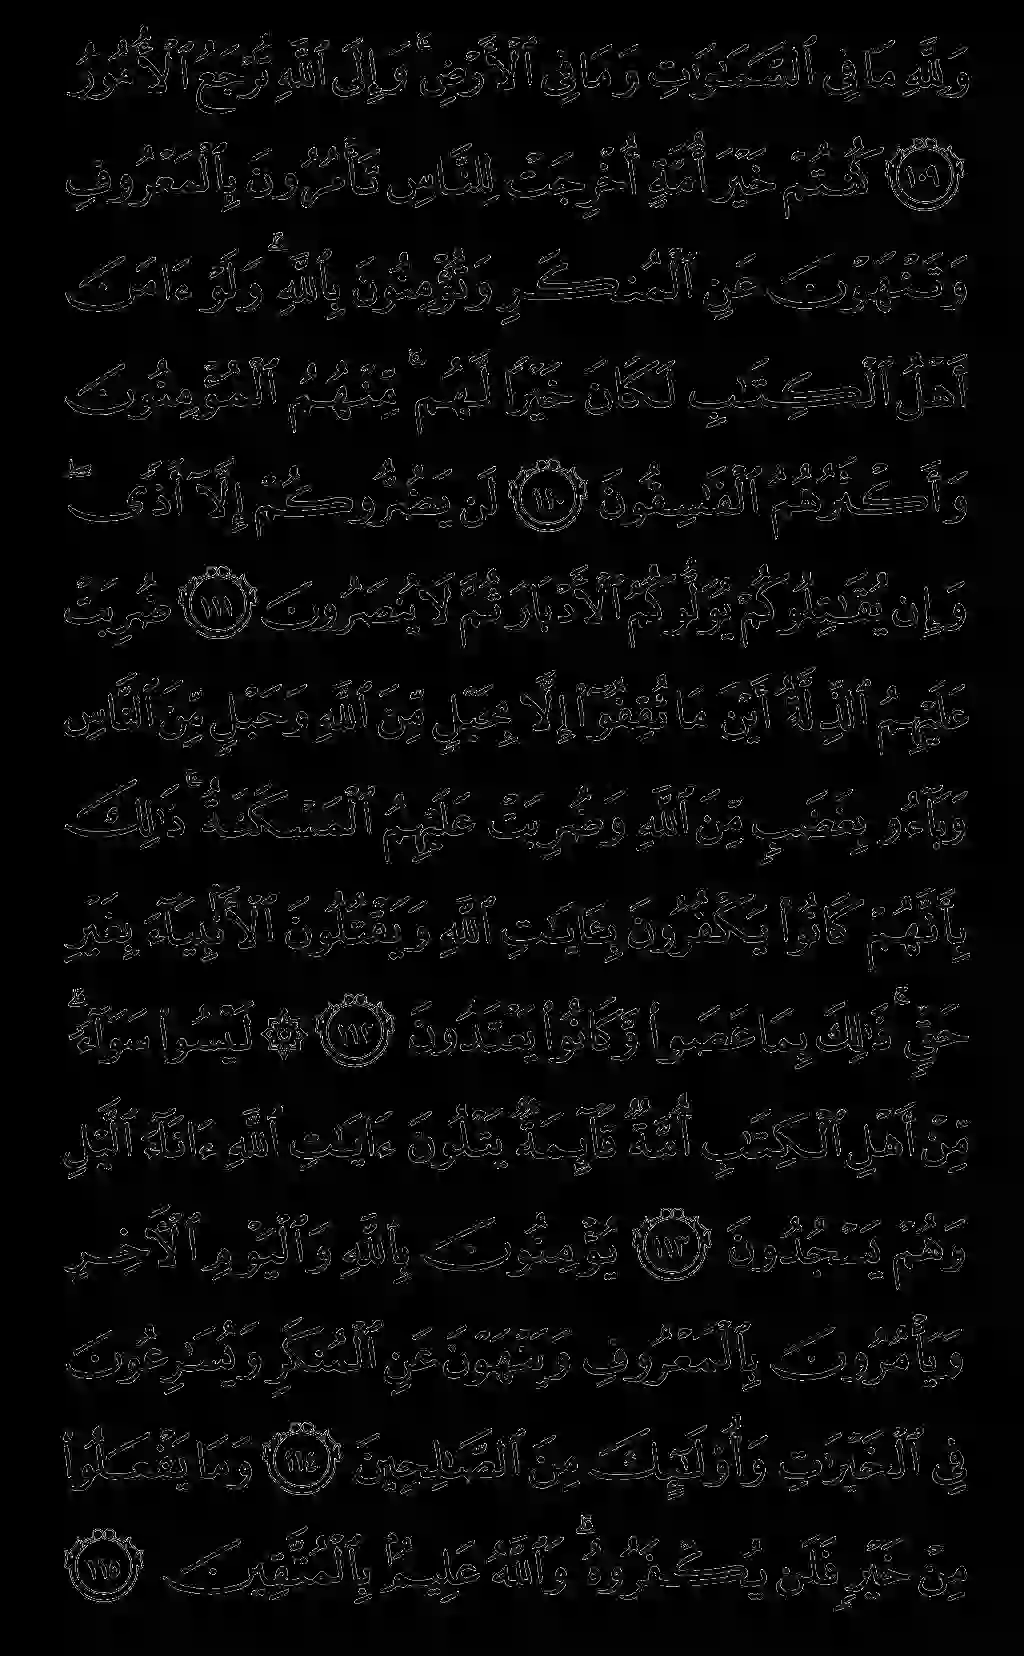 وَلِلَّهِ مَا فِي ٱلسَّمَٰوَٰتِ وَمَا فِي ٱلۡأَرۡضِۚ وَإِلَى ٱللَّهِ تُرۡجَعُ ٱلۡأُمُورُ
١٠٩ كُنتُمۡ خَيۡرَ أُمَّةٍ أُخۡرِجَتۡ لِلنَّاسِ تَأۡمُرُونَ بِٱلۡمَعۡرُوفِ
وَتَنۡهَوۡنَ عَنِ ٱلۡمُنكَرِ وَتُؤۡمِنُونَ بِٱللَّهِۗ وَلَوۡ ءَامَنَ
أَهۡلُ ٱلۡكِتَٰبِ لَكَانَ خَيۡرٗا لَّهُمۚ مِّنۡهُمُ ٱلۡمُؤۡمِنُونَ
وَأَكۡثَرُهُمُ ٱلۡفَٰسِقُونَ ١١٠ لَن يَضُرُّوكُمۡ إِلَّآ أَذٗىۖ
وَإِن يُقَٰتِلُوكُمۡ يُوَلُّوكُمُ ٱلۡأَدۡبَارَ ثُمَّ لَا يُنصَرُونَ ١١١ ضُرِبَتۡ
عَلَيۡهِمُ ٱلذِّلَّةُ أَيۡنَ مَا ثُقِفُوٓاْ إِلَّا بِحَبۡلٖ مِّنَ ٱللَّهِ وَحَبۡلٖ مِّنَ ٱلنَّاسِ
وَبَآءُو بِغَضَبٖ مِّنَ ٱللَّهِ وَضُرِبَتۡ عَلَيۡهِمُ ٱلۡمَسۡكَنَةُۚ ذَٰلِكَ
بِأَنَّهُمۡ كَانُواْ يَكۡفُرُونَ بِـَٔايَٰتِ ٱللَّهِ وَيَقۡتُلُونَ ٱلۡأَنۢبِيَآءَ بِغَيۡرِ
حَقّٖۚ ذَٰلِكَ بِمَا عَصَواْ وَّكَانُواْ يَعۡتَدُونَ ١١٢ ۞ لَيۡسُواْ سَوَآءٗۗ
مِّنۡ أَهۡلِ ٱلۡكِتَٰبِ أُمَّةٞ قَآئِمَةٞ يَتۡلُونَ ءَايَٰتِ ٱللَّهِ ءَانَآءَ ٱلَّيۡلِ
وَهُمۡ يَسۡجُدُونَ ١١٣ يُؤۡمِنُونَ بِٱللَّهِ وَٱلۡيَوۡمِ ٱلۡأٓخِرِ
وَيَأۡمُرُونَ بِٱلۡمَعۡرُوفِ وَيَنۡهَوۡنَ عَنِ ٱلۡمُنكَرِ وَيُسَٰرِعُونَ
فِي ٱلۡخَيۡرَٰتِ وَأُوْلَٰٓئِكَ مِنَ ٱلصَّٰلِحِينَ ١١٤ وَمَا يَفۡعَلُواْ
مِنۡ خَيۡرٖ فَلَن يُكۡفَرُوهُۗ وَٱللَّهُ عَلِيمُۢ بِٱلۡمُتَّقِينَ ١١٥